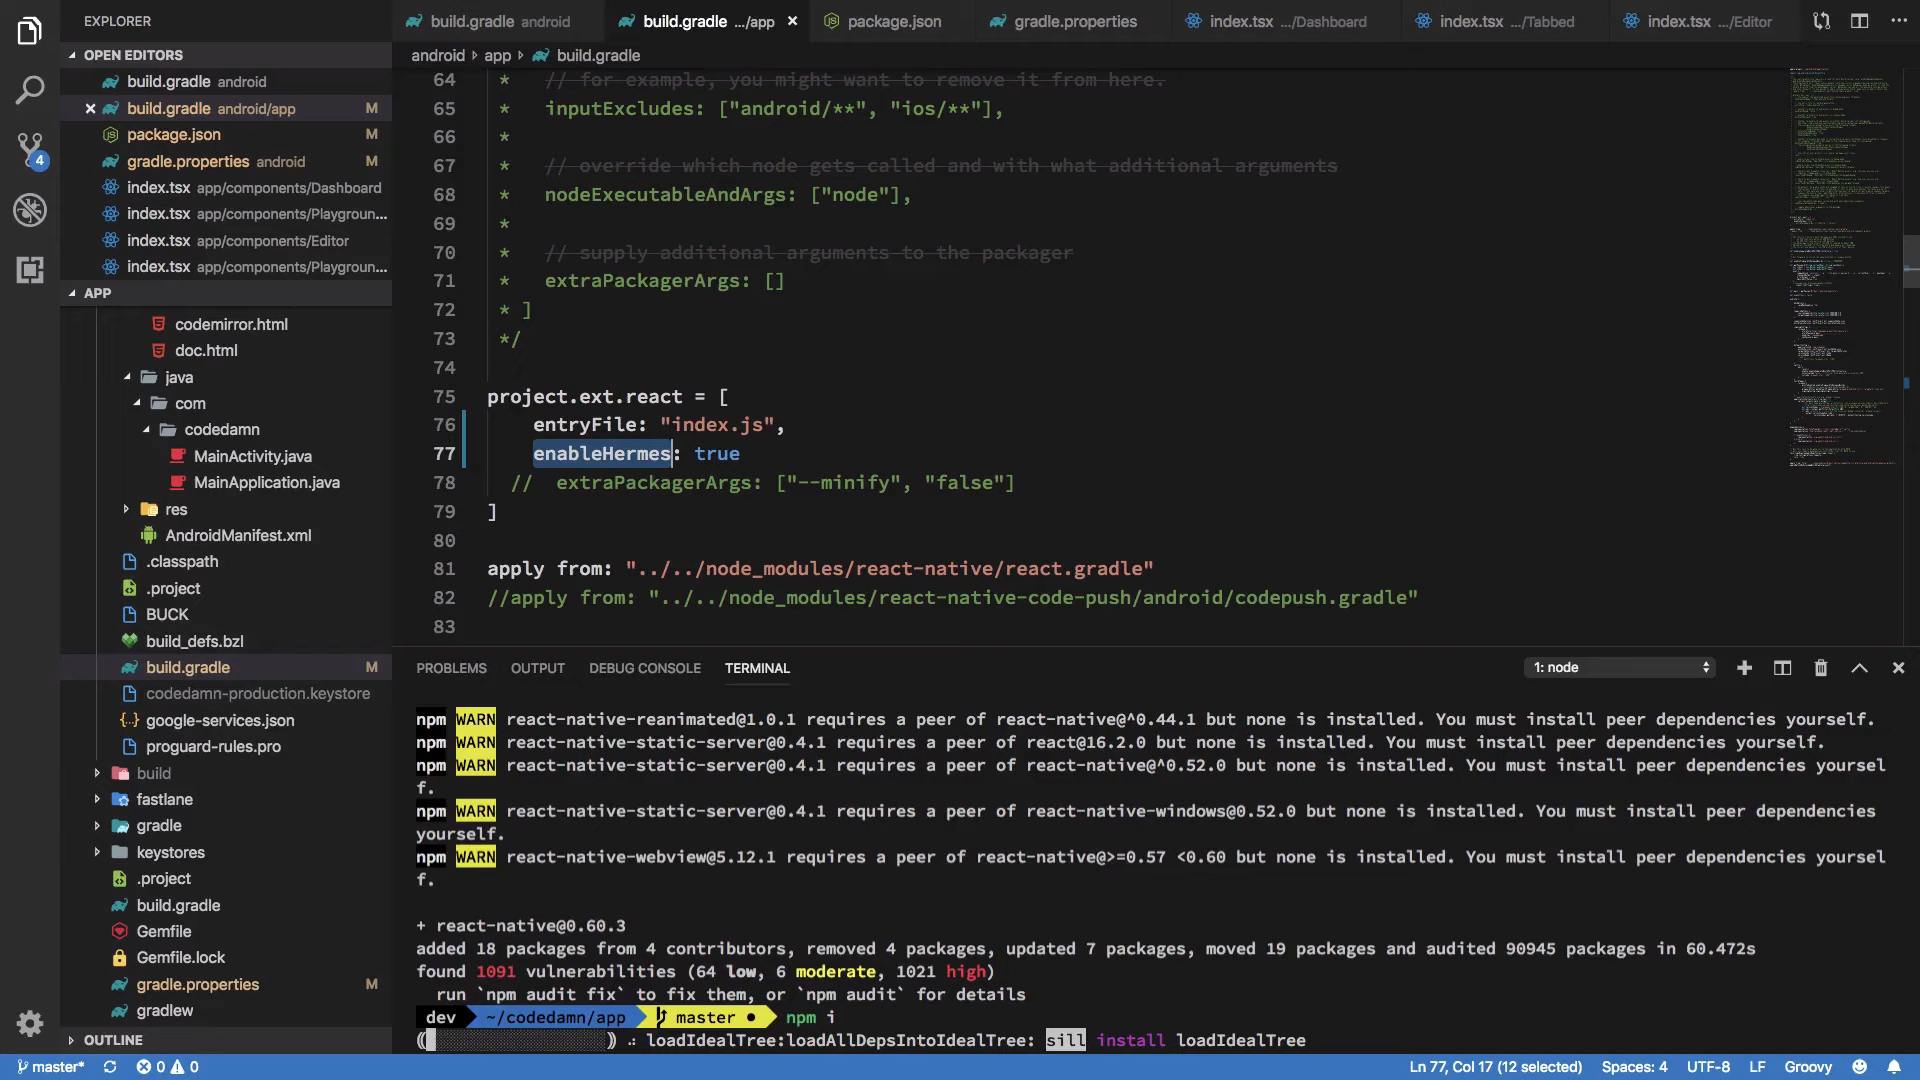 EXPLORER
build.gradle android
build.gradle .../app
package.json
gradle.properties
index.tsx .../Dashboard
index.tsx .../Tabbed
index.tsx .../Editor
OPEN EDITORS
build.gradle android
build.gradle android/app M
package.json M
gradle.properties android M
index.tsx app/components/Dashboard
index.tsx app/components/Playgroun...
index.tsx app/components/Editor
index.tsx app/components/Playgroun...
APP
codemirror.html
doc.html
java
com
codedamn
MainActivity.java
MainApplication.java
res
AndroidManifest.xml
.classpath
.project
BUCK
build_defs.bzl
build.gradle M
codedamn-production.keystore
google-services.json
proguard-rules.pro
build
fastlane
gradle
keystores
.project
build.gradle
Gemfile
Gemfile.lock
gradle.properties M
gradlew
OUTLINE
4
android > app > build.gradle
64 * // for example, you might want to remove it from here.
65 * inputExcludes: ["android/**", "ios/**"],
66 *
67 * // override which node gets called and with what additional arguments
68 * nodeExecutableAndArgs: ["node"],
69 *
70 * // supply additional arguments to the packager
71 * extraPackagerArgs: []
72 * ]
73 */
74
75 project.ext.react = [
76 entryFile: "index.js",
77 enableHermes: true
78 // extraPackagerArgs: ["--minify", "false"]
79 ]
80
81 apply from: "../../node_modules/react-native/react.gradle"
82 //apply from: "../../node_modules/react-native-code-push/android/codepush.gradle"
83
PROBLEMS OUTPUT DEBUG CONSOLE TERMINAL 1: node
npm WARN react-native-reanimated@1.0.1 requires a peer of react-native@^0.44.1 but none is installed. You must install peer dependencies yourself.
npm WARN react-native-static-server@0.4.1 requires a peer of react@16.2.0 but none is installed. You must install peer dependencies yourself.
npm WARN react-native-static-server@0.4.1 requires a peer of react-native@^0.52.0 but none is installed. You must install peer dependencies yoursel
f.
npm WARN react-native-static-server@0.4.1 requires a peer of react-native-windows@0.52.0 but none is installed. You must install peer dependencies
yourself.
npm WARN react-native-webview@5.12.1 requires a peer of react-native@>=0.57 <0.60 but none is installed. You must install peer dependencies yoursel
f.
+ react-native@0.60.3
added 18 packages from 4 contributors, removed 4 packages, updated 7 packages, moved 19 packages and audited 90945 packages in 60.472s
found 1091 vulnerabilities (64 low, 6 moderate, 1021 high)
run `npm audit fix` to fix them, or `npm audit` for details
dev ~/codedamn/app master ● npm i
loadIdealTree:loadAllDepsIntoIdealTree: sill install loadIdealTree
master* 0 0 Ln 77, Col 17 (12 selected) Spaces: 4 UTF-8 LF Groovy